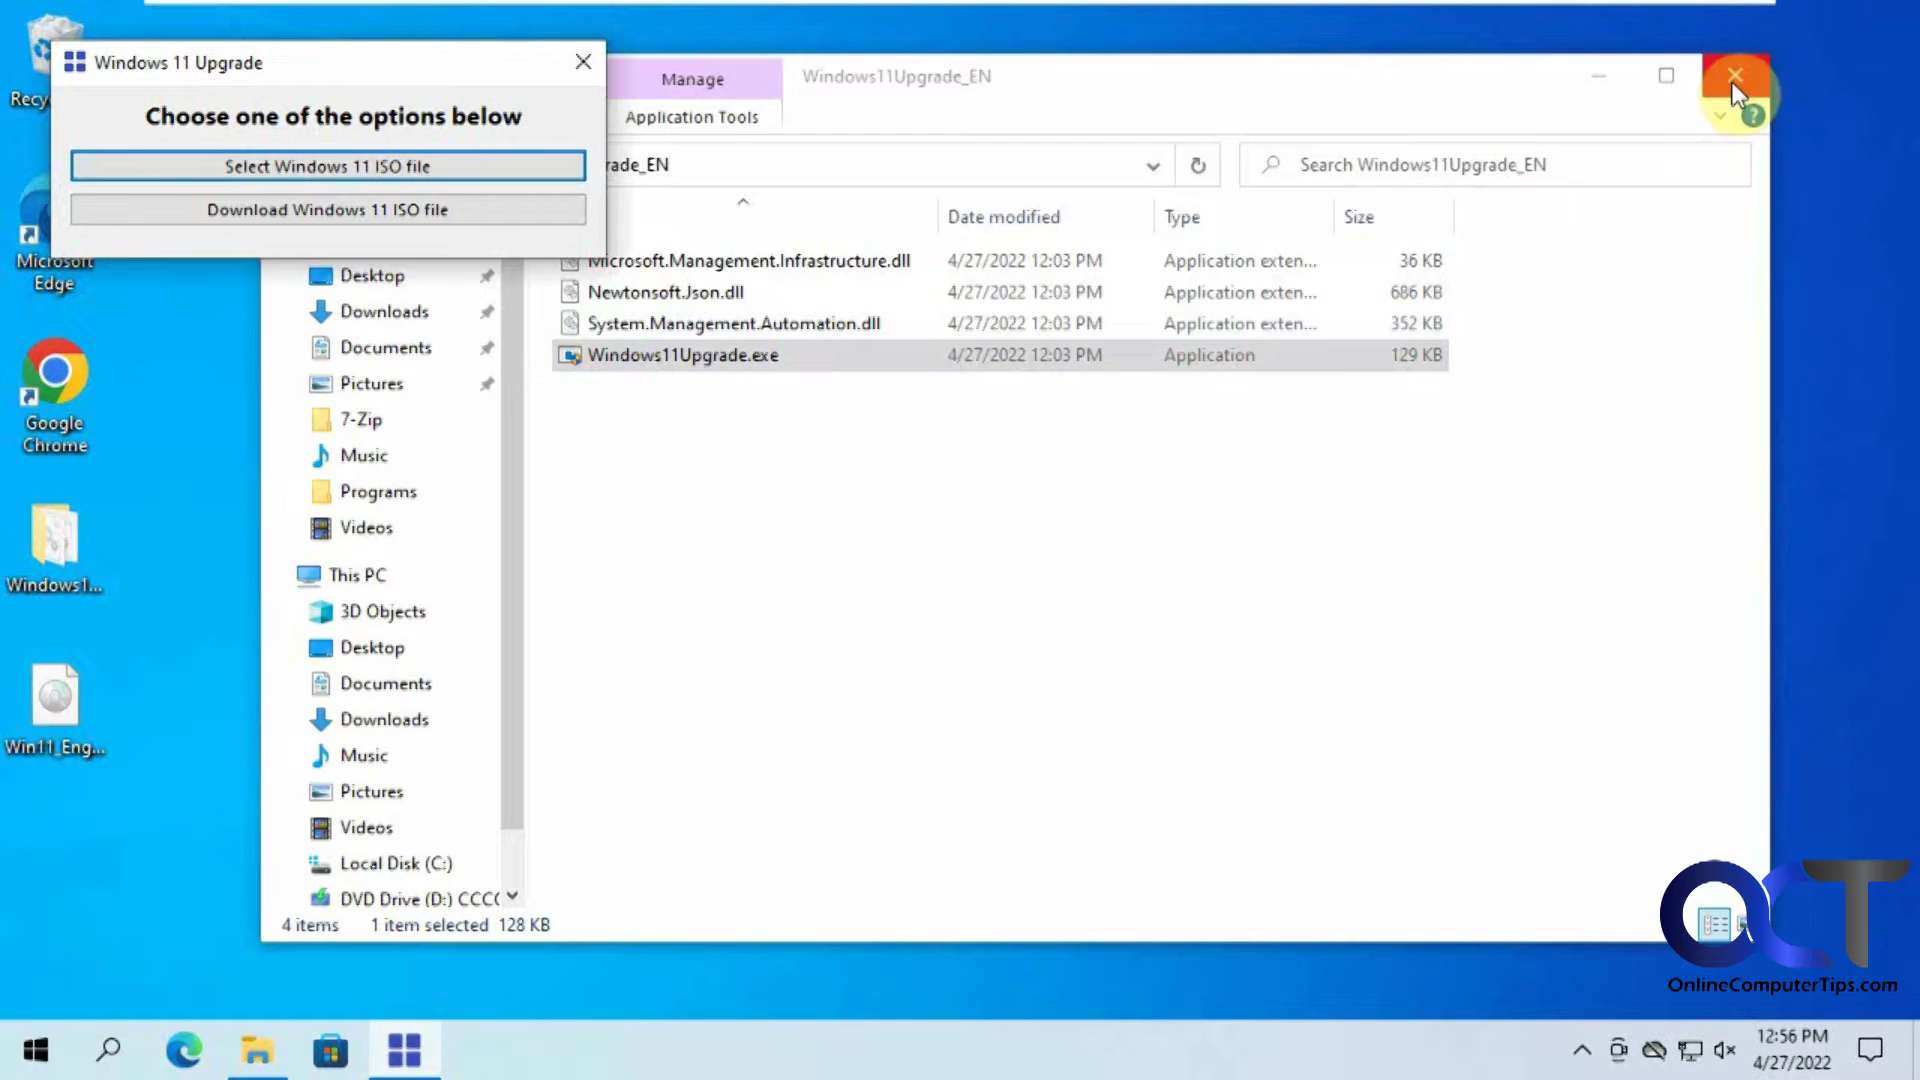 Windows 11 Upgrade
Choose one of the options below
Select Windows 11 ISO file
Download Windows 11 ISO file
Manage
Windows11Upgrade_EN
Application Tools
rade_EN
Search Windows11Upgrade_EN
Date modified
Type
Size
Microsoft.Management.Infrastructure.dll 4/27/2022 12:03 PM Application exten... 36 KB
Newtonsoft.Json.dll 4/27/2022 12:03 PM Application exten... 686 KB
System.Management.Automation.dll 4/27/2022 12:03 PM Application exten... 352 KB
Windows11Upgrade.exe 4/27/2022 12:03 PM Application 129 KB
Desktop
Downloads
Documents
Pictures
7-Zip
Music
Programs
Videos
This PC
3D Objects
Desktop
Documents
Downloads
Music
Pictures
Videos
Local Disk (C:)
DVD Drive (D:) CCCC
4 items 1 item selected 128 KB
Recy
Microsoft
Edge
Google
Chrome
Windows1...
Win11_Eng...
OCT
OnlineComputerTips.com
12:56 PM
4/27/2022